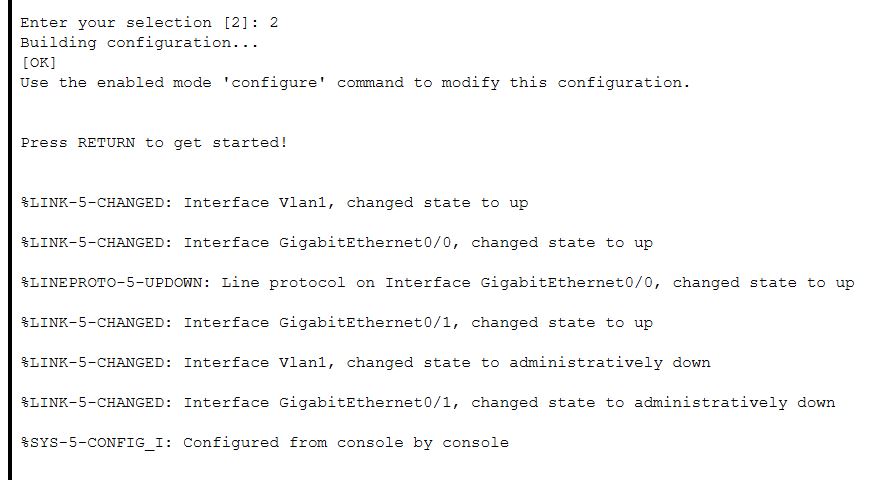 Enter your selection [2]: 2
Building configuration...
[OK]
Use the enabled mode 'configure' command to modify this configuration.
Press RETURN to get started!
%LINK-5-CHANGED: Interface Vlan1, changed state to up
%LINK-5-CHANGED: Interface GigabitEthernet0/0, changed state to up
%LINEPROTO-5-UPDOWN: Line protocol on Interface GigabitEthernet0/0, changed state to up
%LINK-5-CHANGED: Interface GigabitEthernet0/1, changed state to up
%LINK-5-CHANGED: Interface Vlan1, changed state to administratively down
%LINK-5-CHANGED: Interface GigabitEthernet0/1, changed state to administratively down
%SYS-5-CONFIG_I: Configured from console by console